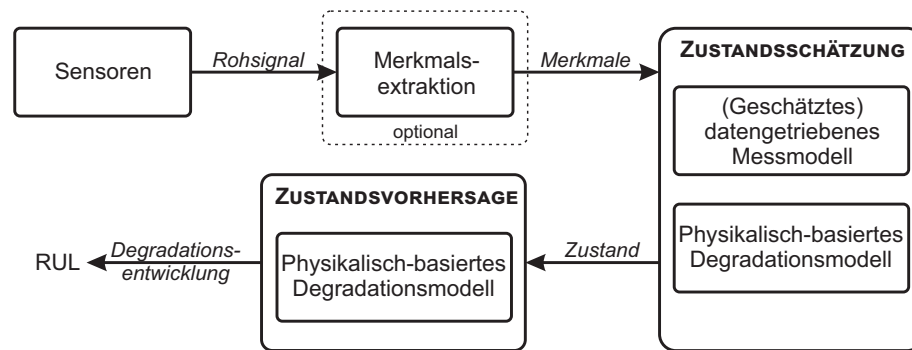 Sensoren
Rohsignal
Merkmals-
extraktion
optional
Merkmale
ZUSTANDSSCHÄTZUNG
(Geschätztes)
datengetriebenes
Messmodell
Physikalisch-basiertes
Degradationsmodell
Zustand
ZUSTANDSVORHERSAGE
Physikalisch-basiertes
Degradationsmodell
Degradations-
entwicklung
RUL